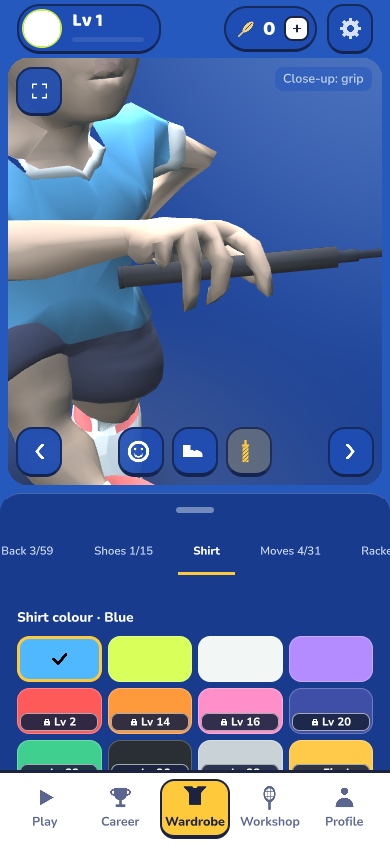 Lv 1
0
Close-up: grip
Back 3/59
Shoes 1/15
Shirt
Moves 4/31
Shirt colour · Blue
Lv 2
Lv 14
Lv 16
Lv 20
Play
Career
Wardrobe
Workshop
Profile